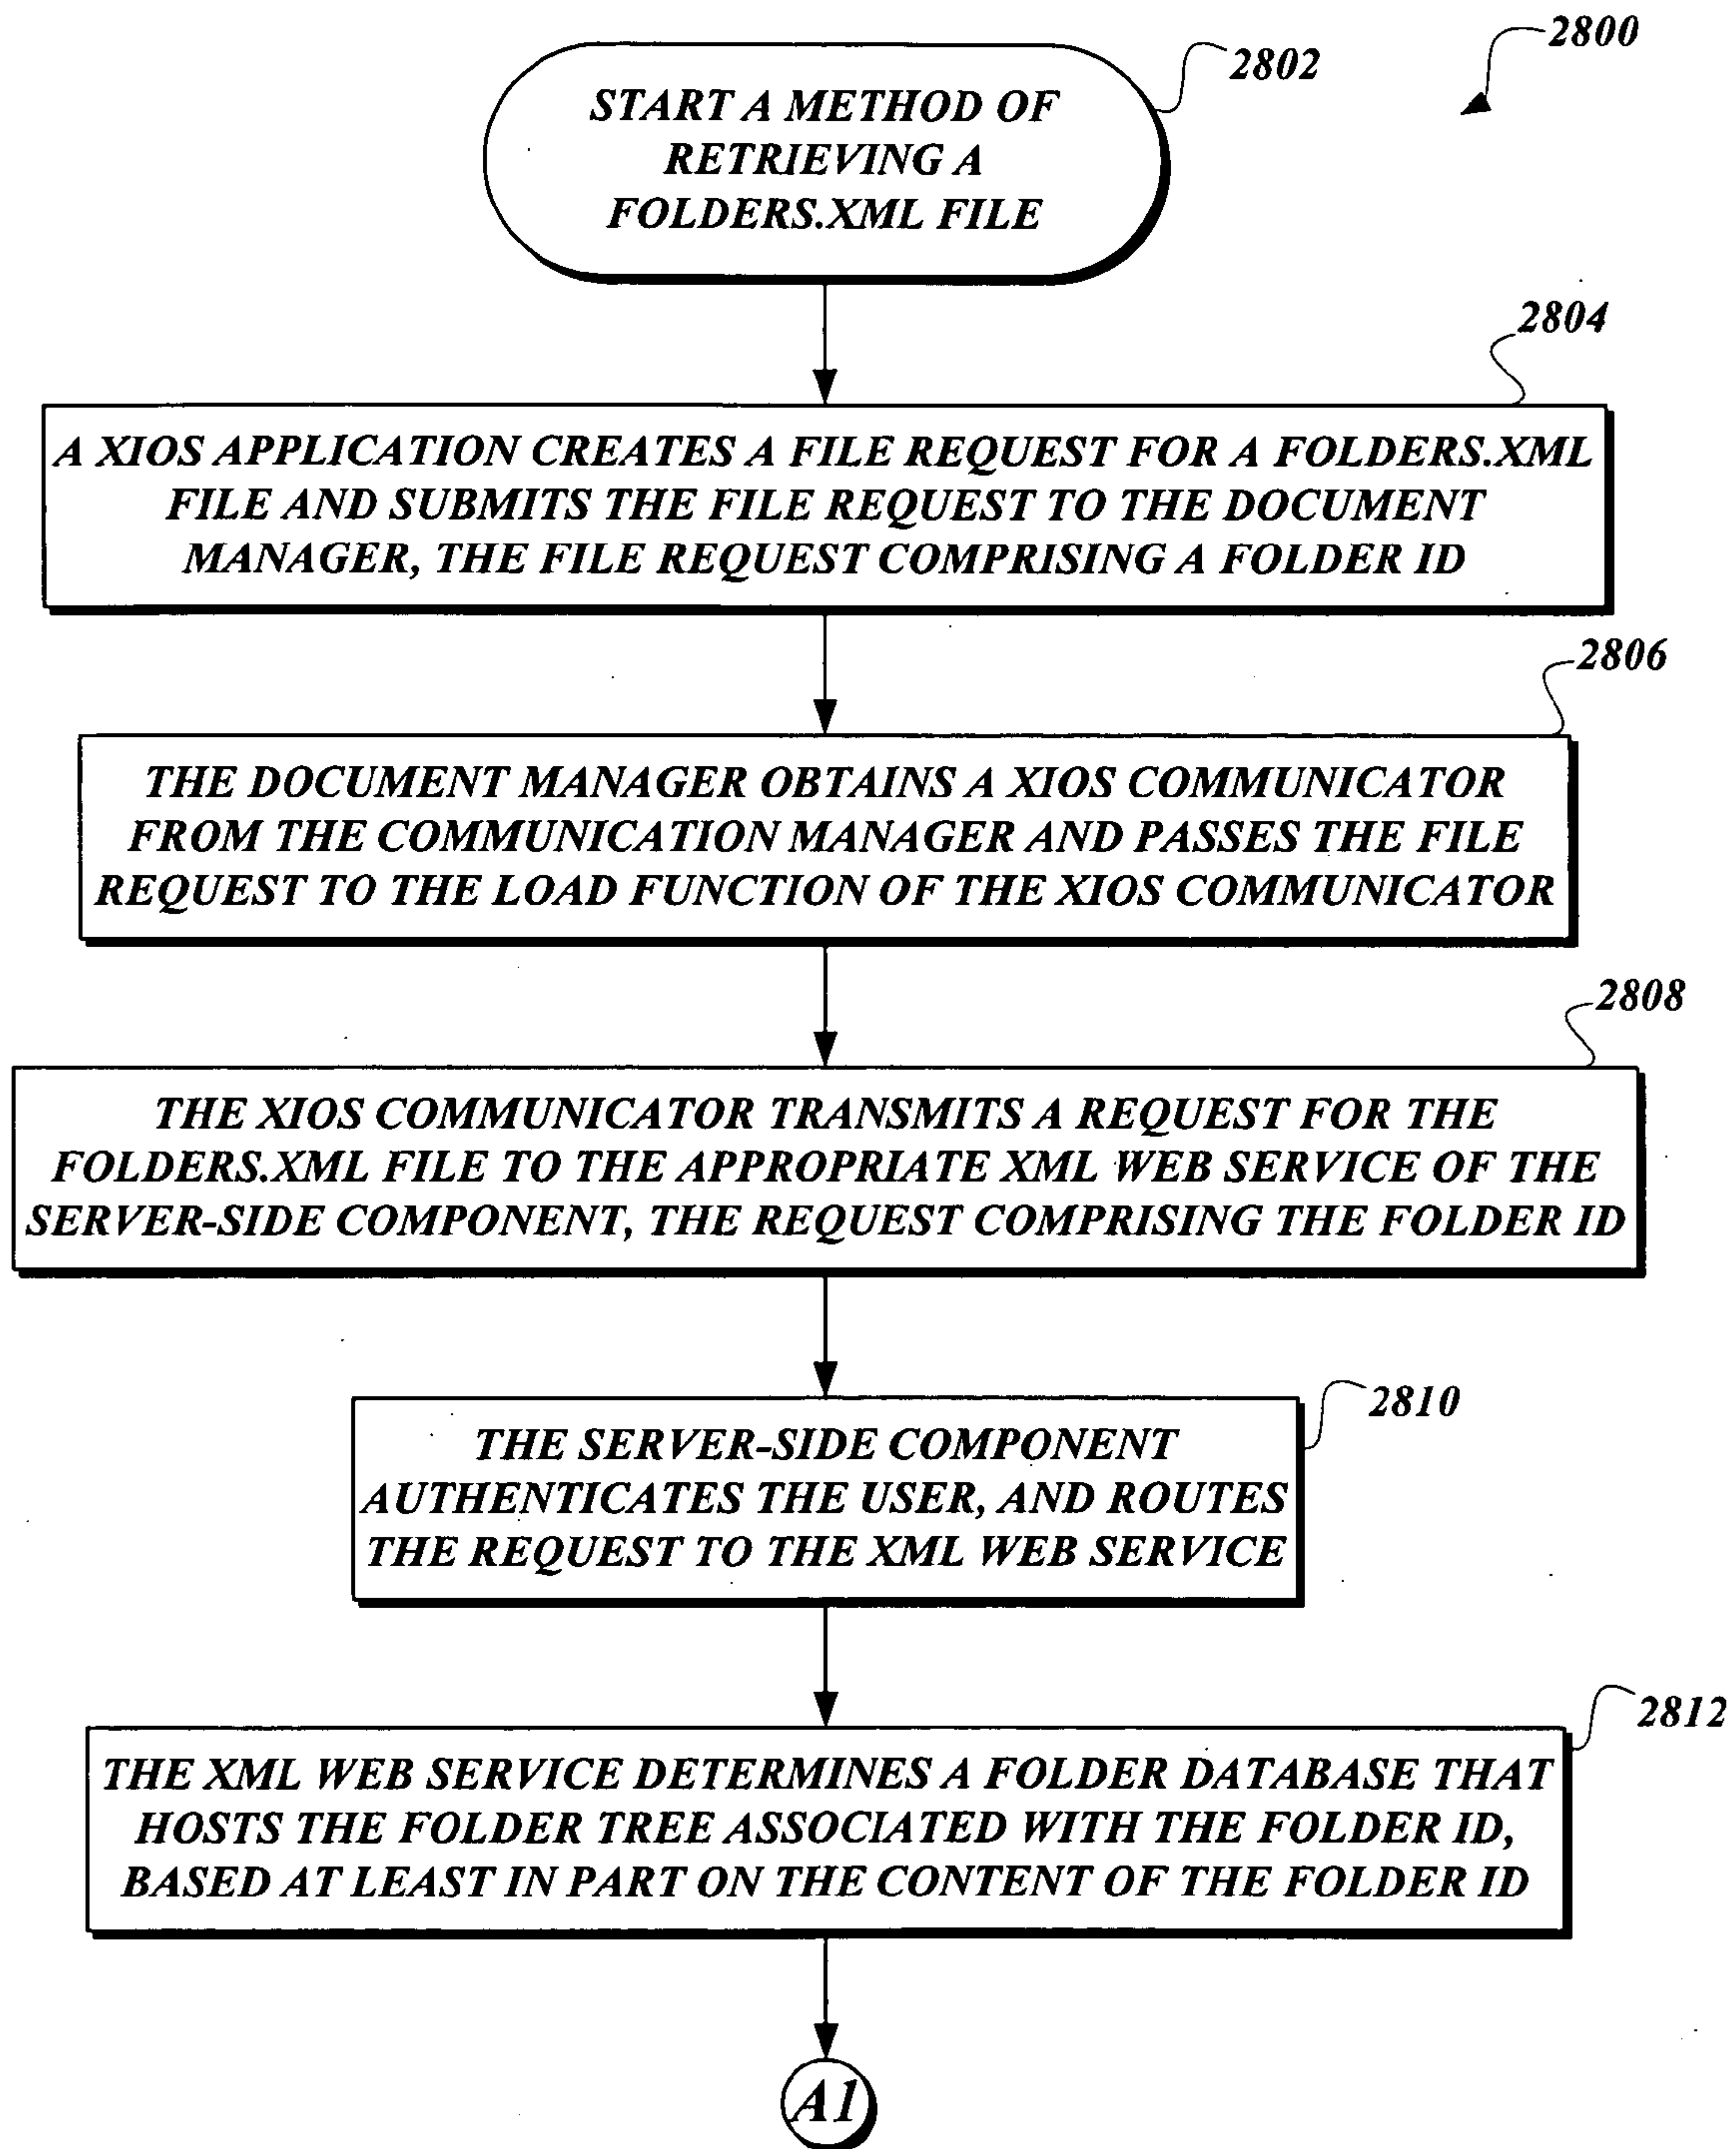 2800
2802
START A METHOD OF
RETRIEVING A
FOLDERS.XML FILE
2804
A XIOS APPLICATION CREATES A FILE REQUEST FOR A FOLDERS.XML
FILE AND SUBMITS THE FILE REQUEST TO THE DOCUMENT
MANAGER, THE FILE REQUEST COMPRISING A FOLDER ID
2806
THE DOCUMENT MANAGER OBTAINS A XIOS COMMUNICATOR
FROM THE COMMUNICATION MANAGER AND PASSES THE FILE
REQUEST TO THE LOAD FUNCTION OF THE XIOS COMMUNICATOR
2808
THE XIOS COMMUNICATOR TRANSMITS A REQUEST FOR THE
FOLDERS.XML FILE TO THE APPROPRIATE XML WEB SERVICE OF THE
SERVER-SIDE COMPONENT, THE REQUEST COMPRISING THE FOLDER ID
2810
THE SERVER-SIDE COMPONENT
AUTHENTICATES THE USER, AND ROUTES
THE REQUEST TO THE XML WEB SERVICE
2812
THE XML WEB SERVICE DETERMINES A FOLDER DATABASE THAT
HOSTS THE FOLDER TREE ASSOCIATED WITH THE FOLDER ID,
BASED AT LEAST IN PART ON THE CONTENT OF THE FOLDER ID
A1